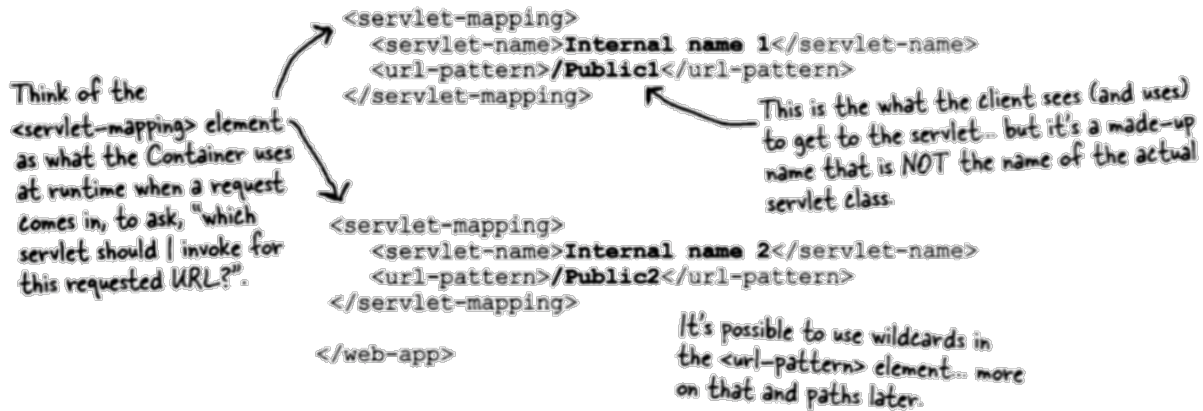 <servlet-mapping>
<servlet-name>Internal name 1</servlet-name>
<url-pattern>/Public1</url-pattern>
</servlet-mapping>
Think of the
<servlet-mapping> element
as what the Container uses
at runtime when a request
comes in, to ask, "which
servlet should I invoke for
this requested URL?".
This is the what the client sees (and uses)
to get to the servlet... but it's a made-up
name that is NOT the name of the actual
servlet class.
<servlet-mapping>
<servlet-name>Internal name 2</servlet-name>
<url-pattern>/Public2</url-pattern>
</servlet-mapping>
</web-app>
It's possible to use wildcards in
the <url-pattern> element... more
on that and paths later.